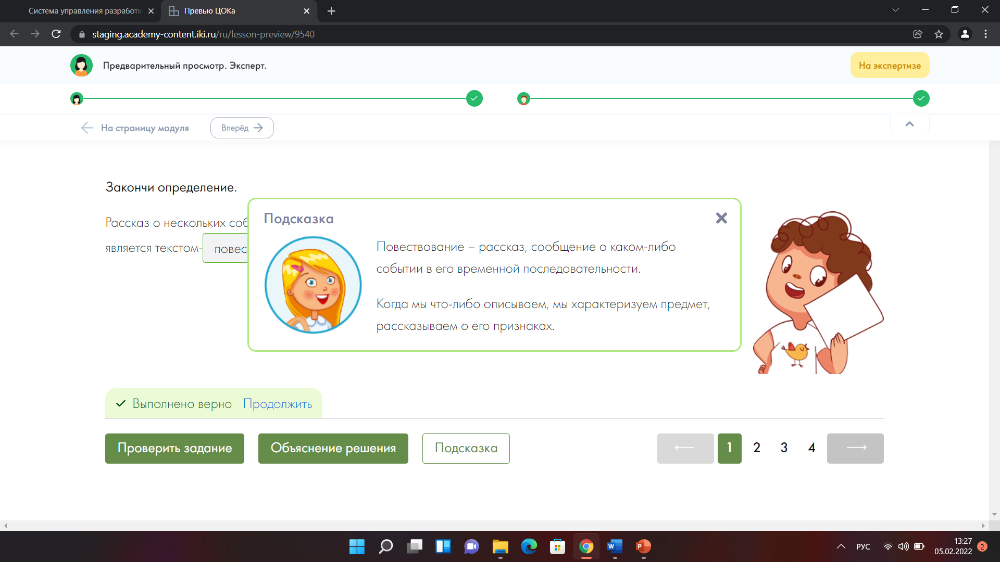 Система управления разработк
Превью ЦОКа
staging.academy-content.iki.ru/ru/lesson-preview/9540
Предварительный просмотр. Эксперт.
На экспертизе
На страницу модуля
Вперёд
Закончи определение.
Рассказ о нескольких соб
является текстом-
повес
Подсказка
Повествование – рассказ, сообщение о каком-либо
событии в его временной последовательности.
Когда мы что-либо описываем, мы характеризуем предмет,
рассказываем о его признаках.
Выполнено верно Продолжить
Проверить задание
Объяснение решения
Подсказка
1 2 3 4
W
P
РУС
13:27
05.02.2022
2